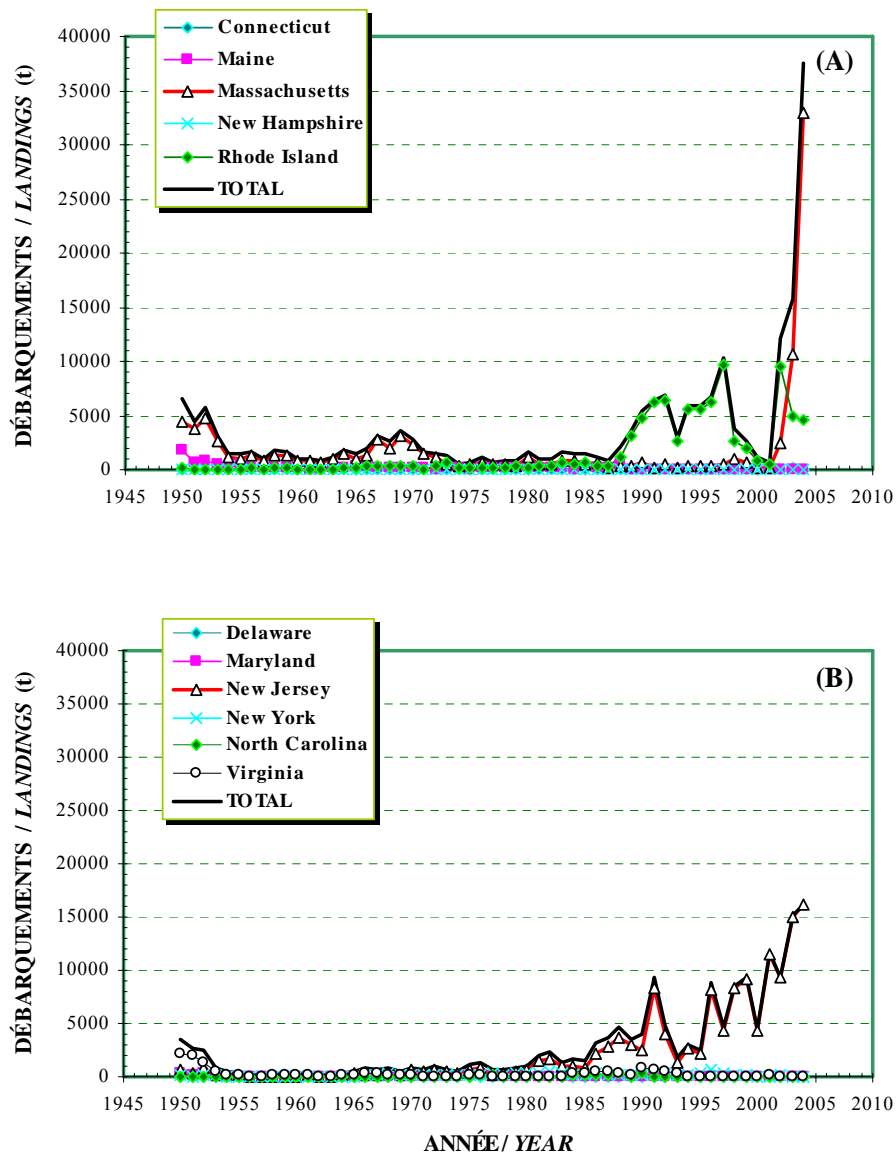 Connecticut
Maine
Massachusetts
New Hampshire
Rhode Island
TOTAL
(A)
DÉBARQUEMENTS / LANDINGS (t)
40000
35000
30000
25000
20000
15000
10000
5000
0
1945 1950 1955 1960 1965 1970 1975 1980 1985 1990 1995 2000 2005 2010
Delaware
Maryland
New Jersey
New York
North Carolina
Virginia
TOTAL
(B)
DÉBARQUEMENTS / LANDINGS (t)
40000
35000
30000
25000
20000
15000
10000
5000
0
1945 1950 1955 1960 1965 1970 1975 1980 1985 1990 1995 2000 2005 2010
ANNÉE / YEAR